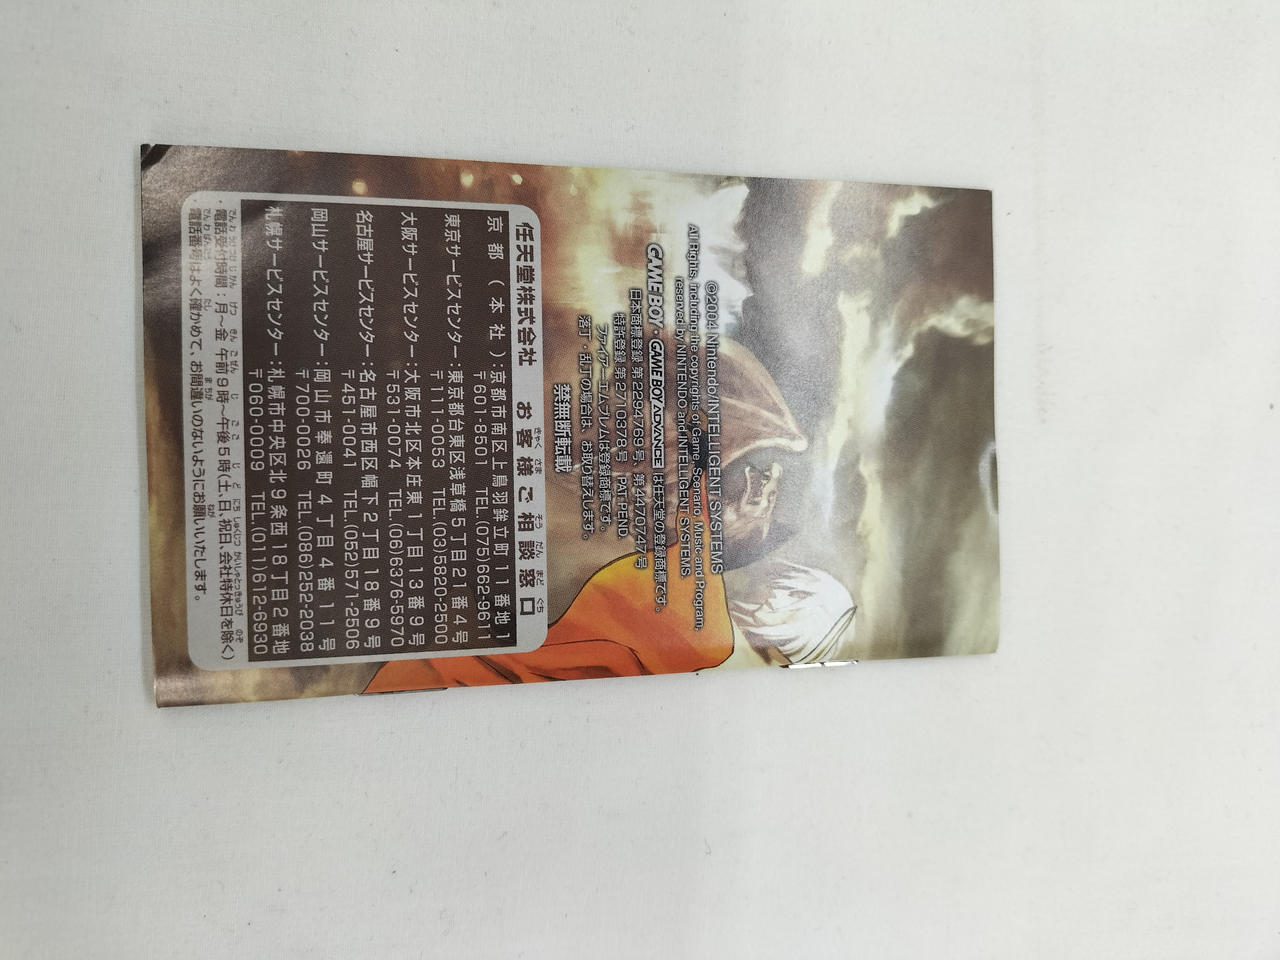 ©2004 Nintendo/INTELLIGENT SYSTEMS
All Rights, including the copyrights of Game, Scenario, Music and Program,
reserved by NINTENDO and INTELLIGENT SYSTEMS.
GAME BOY・GAME BOY ADVANCE は任天堂の登録商標です。
日本商標登録 第2294769号、第4470747号
特許登録 第2710378号 PAT.PEND.
ファイアーエムブレムは登録商標です。
落丁・乱丁の場合は、お取り替えします。
禁無断転載
任天堂株式会社 お客様ご相談窓口
京都(本社):京都市南区上鳥羽鉾立町11番地1
〒601-8501 TEL.(075)662-9611
東京サービスセンター:東京都台東区浅草橋5丁目21番4号
〒111-0053 TEL.(03)5820-2500
大阪サービスセンター:大阪市北区本庄東1丁目13番9号
〒531-0074 TEL.(06)6376-5970
名古屋サービスセンター:名古屋市西区幅下2丁目18番9号
〒451-0041 TEL.(052)571-2506
岡山サービスセンター:岡山市奉還町4丁目4番11号
〒700-0026 TEL.(086)252-2038
札幌サービスセンター:札幌市中央区北9条西18丁目2番地
〒060-0009 TEL.(011)612-6930
・電話受付時間:月〜金 午前9時〜午後5時(土、日、祝日、会社特休日を除く)
電話番号はよく確かめて、お間違いのないようにお願いいたします。